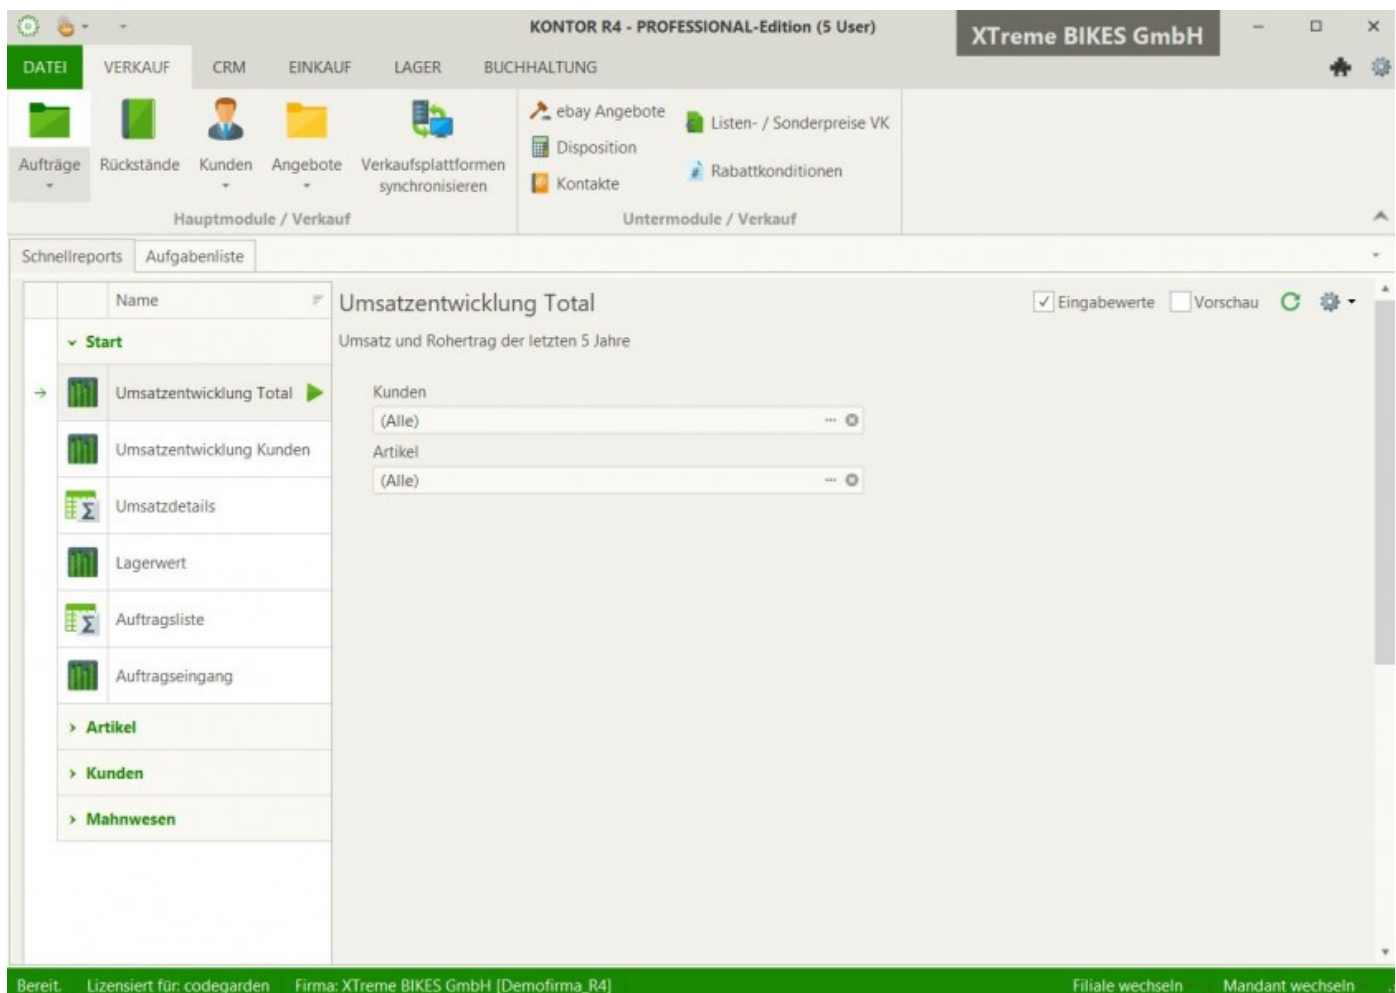 KONTOR R4 - PROFESSIONAL-Edition (5 User)
XTreme BIKES GmbH
DATEI VERKAUF CRM EINKAUF LAGER BUCHHALTUNG
Aufträge
Rückstände
Kunden
Angebote
Verkaufsplattformen
synchronisieren
Hauptmodule / Verkauf
ebay Angebote
Disposition
Kontakte
Listen- / Sonderpreise VK
Rabattkonditionen
Untermodule / Verkauf
Schnellreports Aufgabenliste
Name
Start
Umsatzentwicklung Total
Umsatzentwicklung Kunden
Umsatzdetails
Lagerwert
Auftragsliste
Auftragseingang
Artikel
Kunden
Mahnwesen
Umsatzentwicklung Total
Eingabewerte Vorschau
Umsatz und Rohertrag der letzten 5 Jahre
Kunden
(Alle)
Artikel
(Alle)
Bereit. Lizensiert für: codegarden Firma: XTreme BIKES GmbH [Demofirma_R4] Filiale wechseln Mandant wechseln